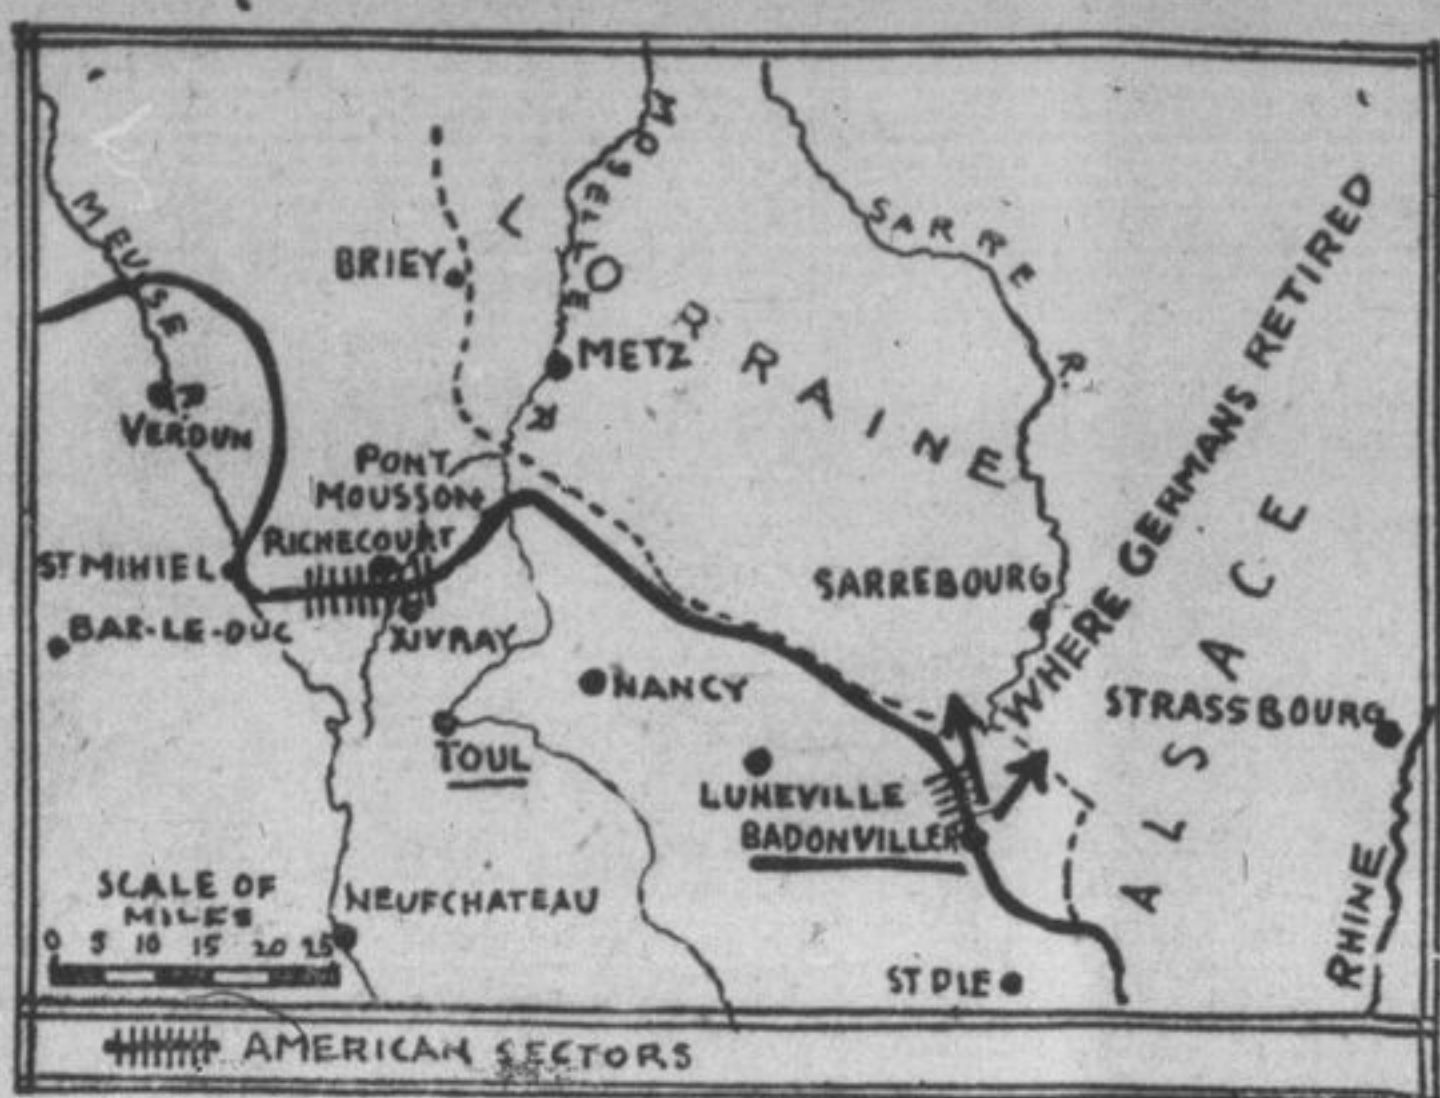 MEUSE R.
MOSELLE R
SARRE R.
LORRAINE
BRIEY
METZ
VERDUN
PONT
MOUSSON
RICHECOURT
ST MIHIEL
BAR-LE-DUC
XIVRAY
NANCY
TOUL
SARREBOURG
WHERE GERMANS RETIRED
ALSACE
STRASSBOURG
LUNEVILLE
BADONVILLER
NEUFCHATEAU
ST DIE
RHINE
SCALE OF
MILES
0 5 10 15 20 25
AMERICAN SECTORS